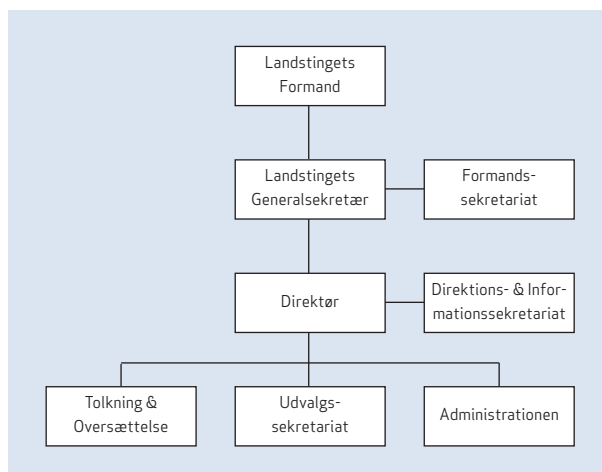 Landstingets
Formand
Landstingets
Generalsekretær
Formands-
sekretariat
Direktør
Direktions- & Infor-
mationssekretariat
Tolkning &
Oversættelse
Udvalgs-
sekretariat
Administrationen